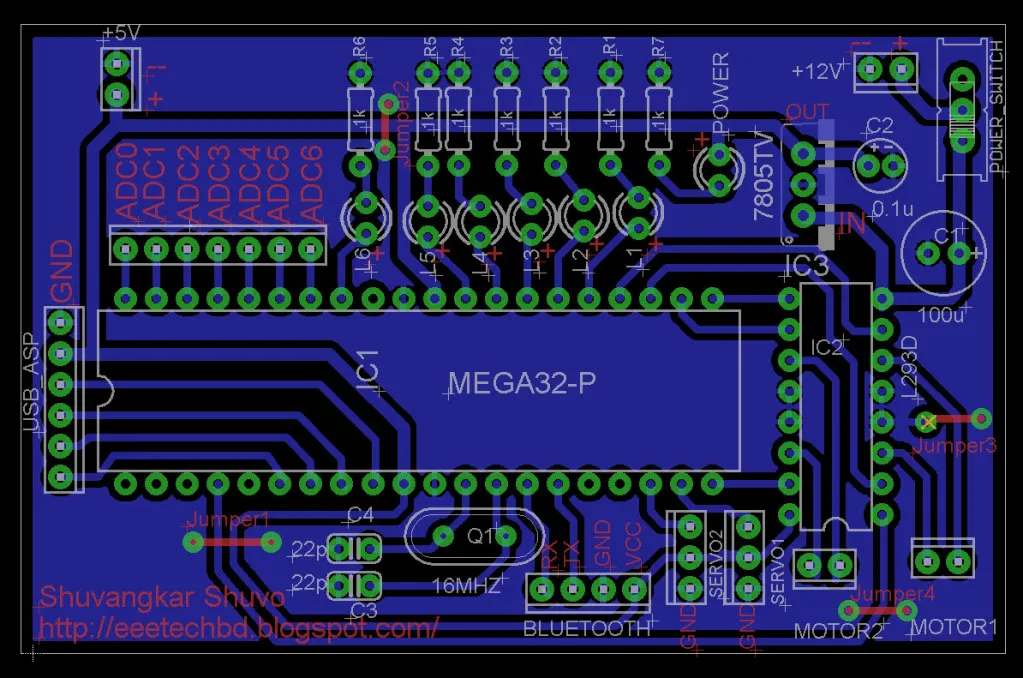 +5V
-
+
R6
R5
R4
R3
R2
R1
R7
1k
1k
1k
1k
1k
1k
1k
Jumper2
POWER
+
+12V
-
+
POWER_SWITCH
OUT
C2
+
7805TV
0.1u
IN
IC3
C1
+
100u
ADC0
ADC1
ADC2
ADC3
ADC4
ADC5
ADC6
L6
+
L5
+
L4
+
L3
+
L2
+
L1
+
GND
USB_ASP
IC1
MEGA32-P
IC2
L293D
Jumper3
Jumper1
C4
22p
22p
C3
Q1
16MHZ
RX
TX
GND
VCC
BLUETOOTH
SERVO2
GND
SERVO1
GND
MOTOR2
Jumper4
MOTOR1
Shuvangkar Shuvo
http://eeetechbd.blogspot.com/